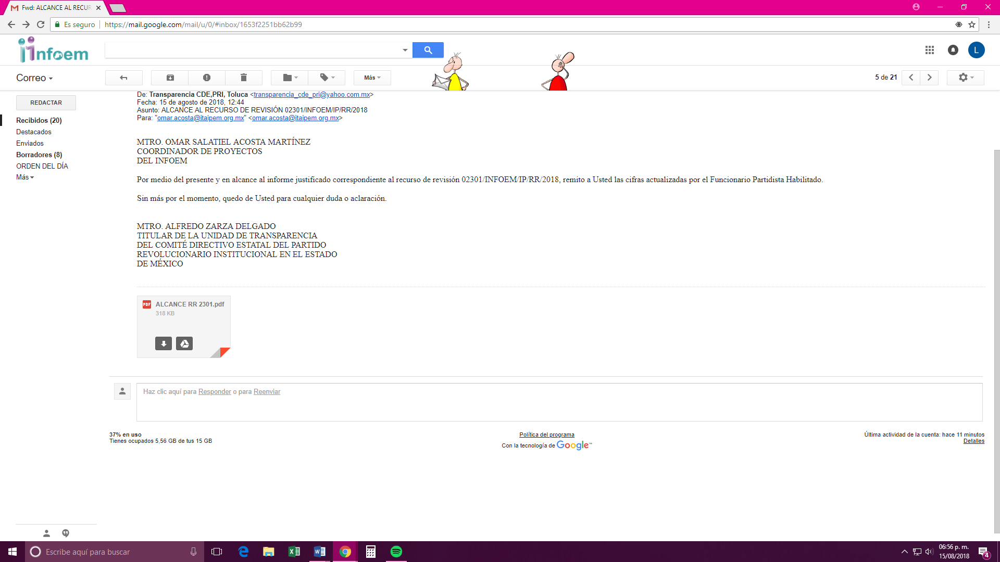 Fwd: ALCANCE AL RECUR
Es seguro
https://mail.google.com/mail/u/0/#inbox/1653f2251bb62b99
infoem
L
Correo
Más
5 de 21
REDACTAR
Recibidos (20)
Destacados
Enviados
Borradores (8)
ORDEN DEL DÍA
Más
De: Transparencia CDE,PRI, Toluca <transparencia_cde_pri@yahoo.com.mx>
Fecha: 15 de agosto de 2018, 12:44
Asunto: ALCANCE AL RECURSO DE REVISIÓN 02301/INFOEM/IP/RR/2018
Para: "omar.acosta@itaipem.org.mx" <omar.acosta@itaipem.org.mx>
MTRO. OMAR SALATIEL ACOSTA MARTÍNEZ
COORDINADOR DE PROYECTOS
DEL INFOEM
Por medio del presente y en alcance al informe justificado correspondiente al recurso de revisión 02301/INFOEM/IP/RR/2018, remito a Usted las cifras actualizadas por el Funcionario Partidista Habilitado.
Sin más por el momento, quedo de Usted para cualquier duda o aclaración.
MTRO. ALFREDO ZARZA DELGADO
TITULAR DE LA UNIDAD DE TRANSPARENCIA
DEL COMITÉ DIRECTIVO ESTATAL DEL PARTIDO
REVOLUCIONARIO INSTITUCIONAL EN EL ESTADO
DE MÉXICO
PDF ALCANCE RR 2301.pdf
318 KB
Haz clic aquí para Responder o para Reenviar
37% en uso
Tienes ocupados 5,56 GB de tus 15 GB
Política del programa
Con la tecnología de Google™
Última actividad de la cuenta: hace 11 minutos
Detalles
Escribe aquí para buscar
06:56 p. m.
15/08/2018
4